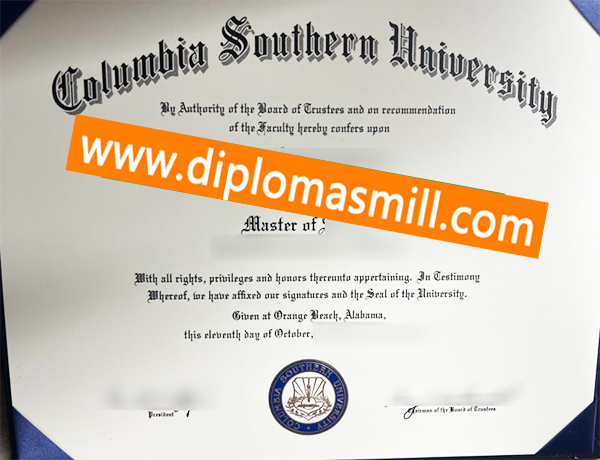 Columbia Southern University
By Authority of the Board of Trustees and on recommendation
of the Faculty hereby confers upon
www.diplomasmill.com
Master of
With all rights, privileges and honors thereunto appertaining. In Testimony
Whereof, we have affixed our signatures and the Seal of the University.
Given at Orange Beach, Alabama,
this eleventh day of October,
COLUMBIA SOUTHERN UNIVERSITY
President
Chairman of the Board of Trustees